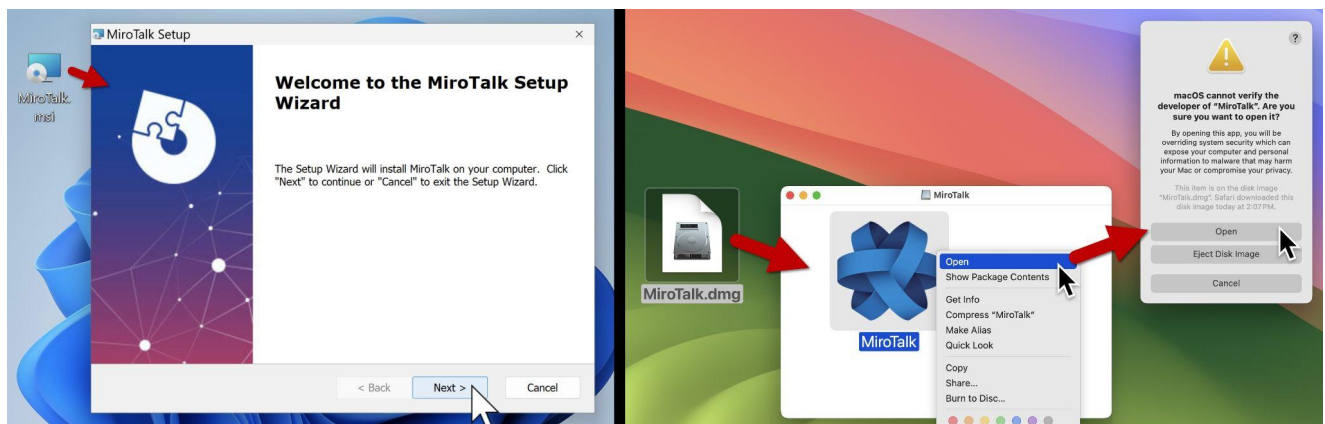 MiroTalk.
msi
MiroTalk Setup
Welcome to the MiroTalk Setup
Wizard
The Setup Wizard will install MiroTalk on your computer. Click
"Next" to continue or "Cancel" to exit the Setup Wizard.
< Back
Next >
Cancel
MiroTalk.dmg
MiroTalk
MiroTalk
Open
Show Package Contents
Get Info
Compress “MiroTalk”
Make Alias
Quick Look
Copy
Share...
Burn to Disc...
?
macOS cannot verify the
developer of “MiroTalk”. Are you
sure you want to open it?
By opening this app, you will be
overriding system security which can
expose your computer and personal
information to malware that may harm
your Mac or compromise your privacy.
This item is on the disk image
“MiroTalk.dmg”. Safari downloaded this
disk image today at 2:07 PM.
Open
Eject Disk Image
Cancel